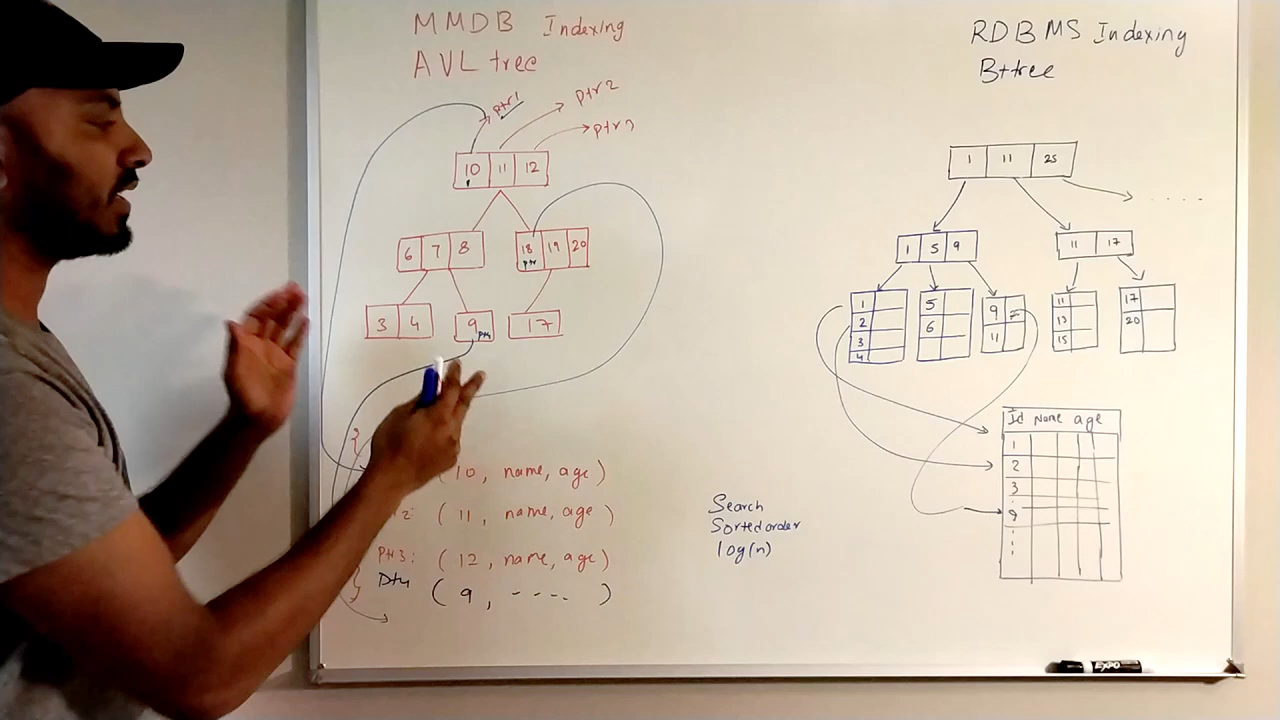 MMDB Indexing
AVL tree
ptr1
ptr2
ptr3
10 11 12
6 7 8
18 19 20
ptr
3 4
9
ptr
17
{
( 10, name, age )
2: ( 11, name, age )
ptr3: ( 12, name, age )
Ptr4 ( 9, ---- )
}
Search
Sorted order
log(n)
RDBMS Indexing
B+tree
1 11 25
1 5 9
11 17
1
2
3
4
5
6
9
11
11
13
15
17
20
Id Name age
1
2
3
9
EXPO